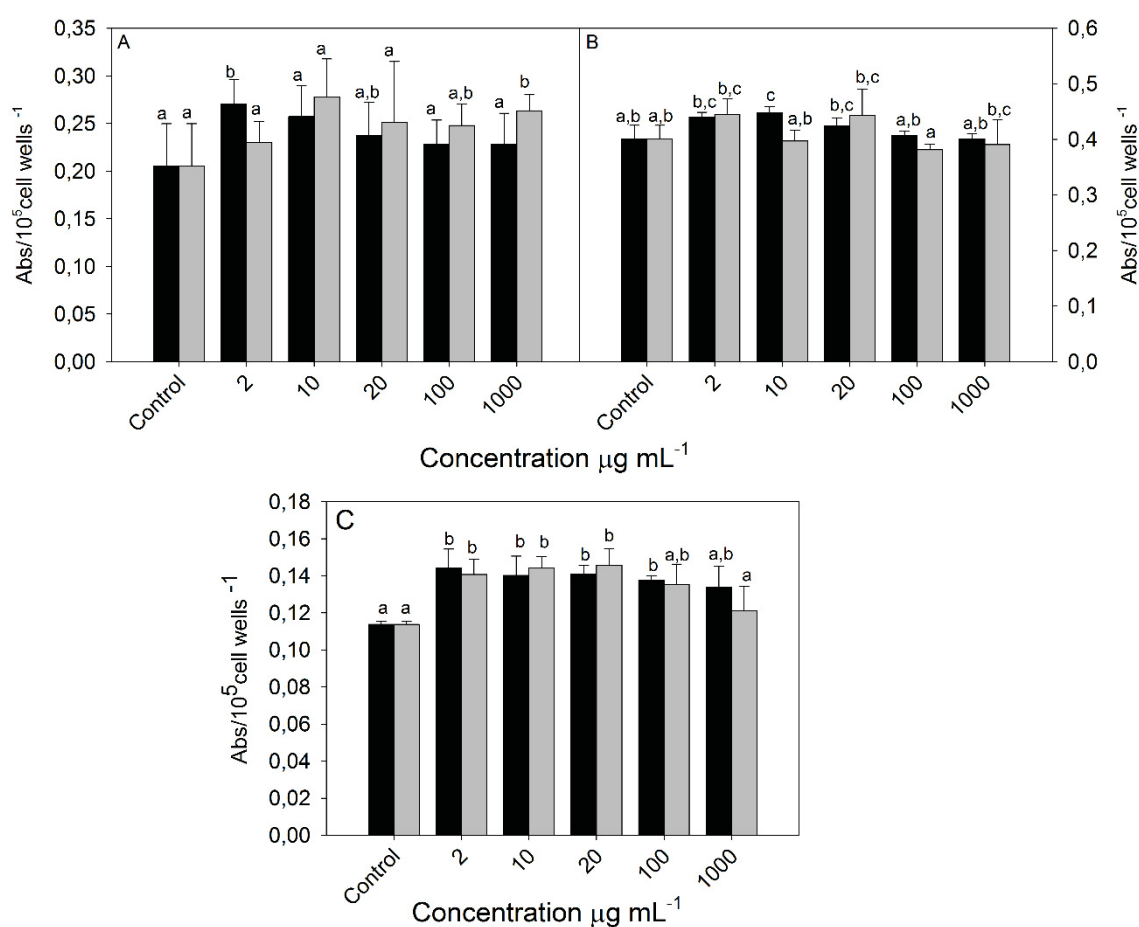 A
0,35
0,30
0,25
0,20
0,15
0,10
0,05
0,00
Abs/10⁵cell wells ⁻¹
a a b a a a a,b a a a,b a b
Control 2 10 20 100 1000
B
0,6
0,5
0,4
0,3
0,2
0,1
0,0
Abs/10⁵cell wells ⁻¹
a,b a,b b,c b,c c a,b b,c b,c a,b a a,b b,c
Control 2 10 20 100 1000
Concentration µg mL⁻¹
C
0,18
0,16
0,14
0,12
0,10
0,08
0,06
0,04
0,02
0,00
Abs/10⁵cell wells ⁻¹
a a b b b b b b b a,b a,b a
Control 2 10 20 100 1000
Concentration µg mL⁻¹